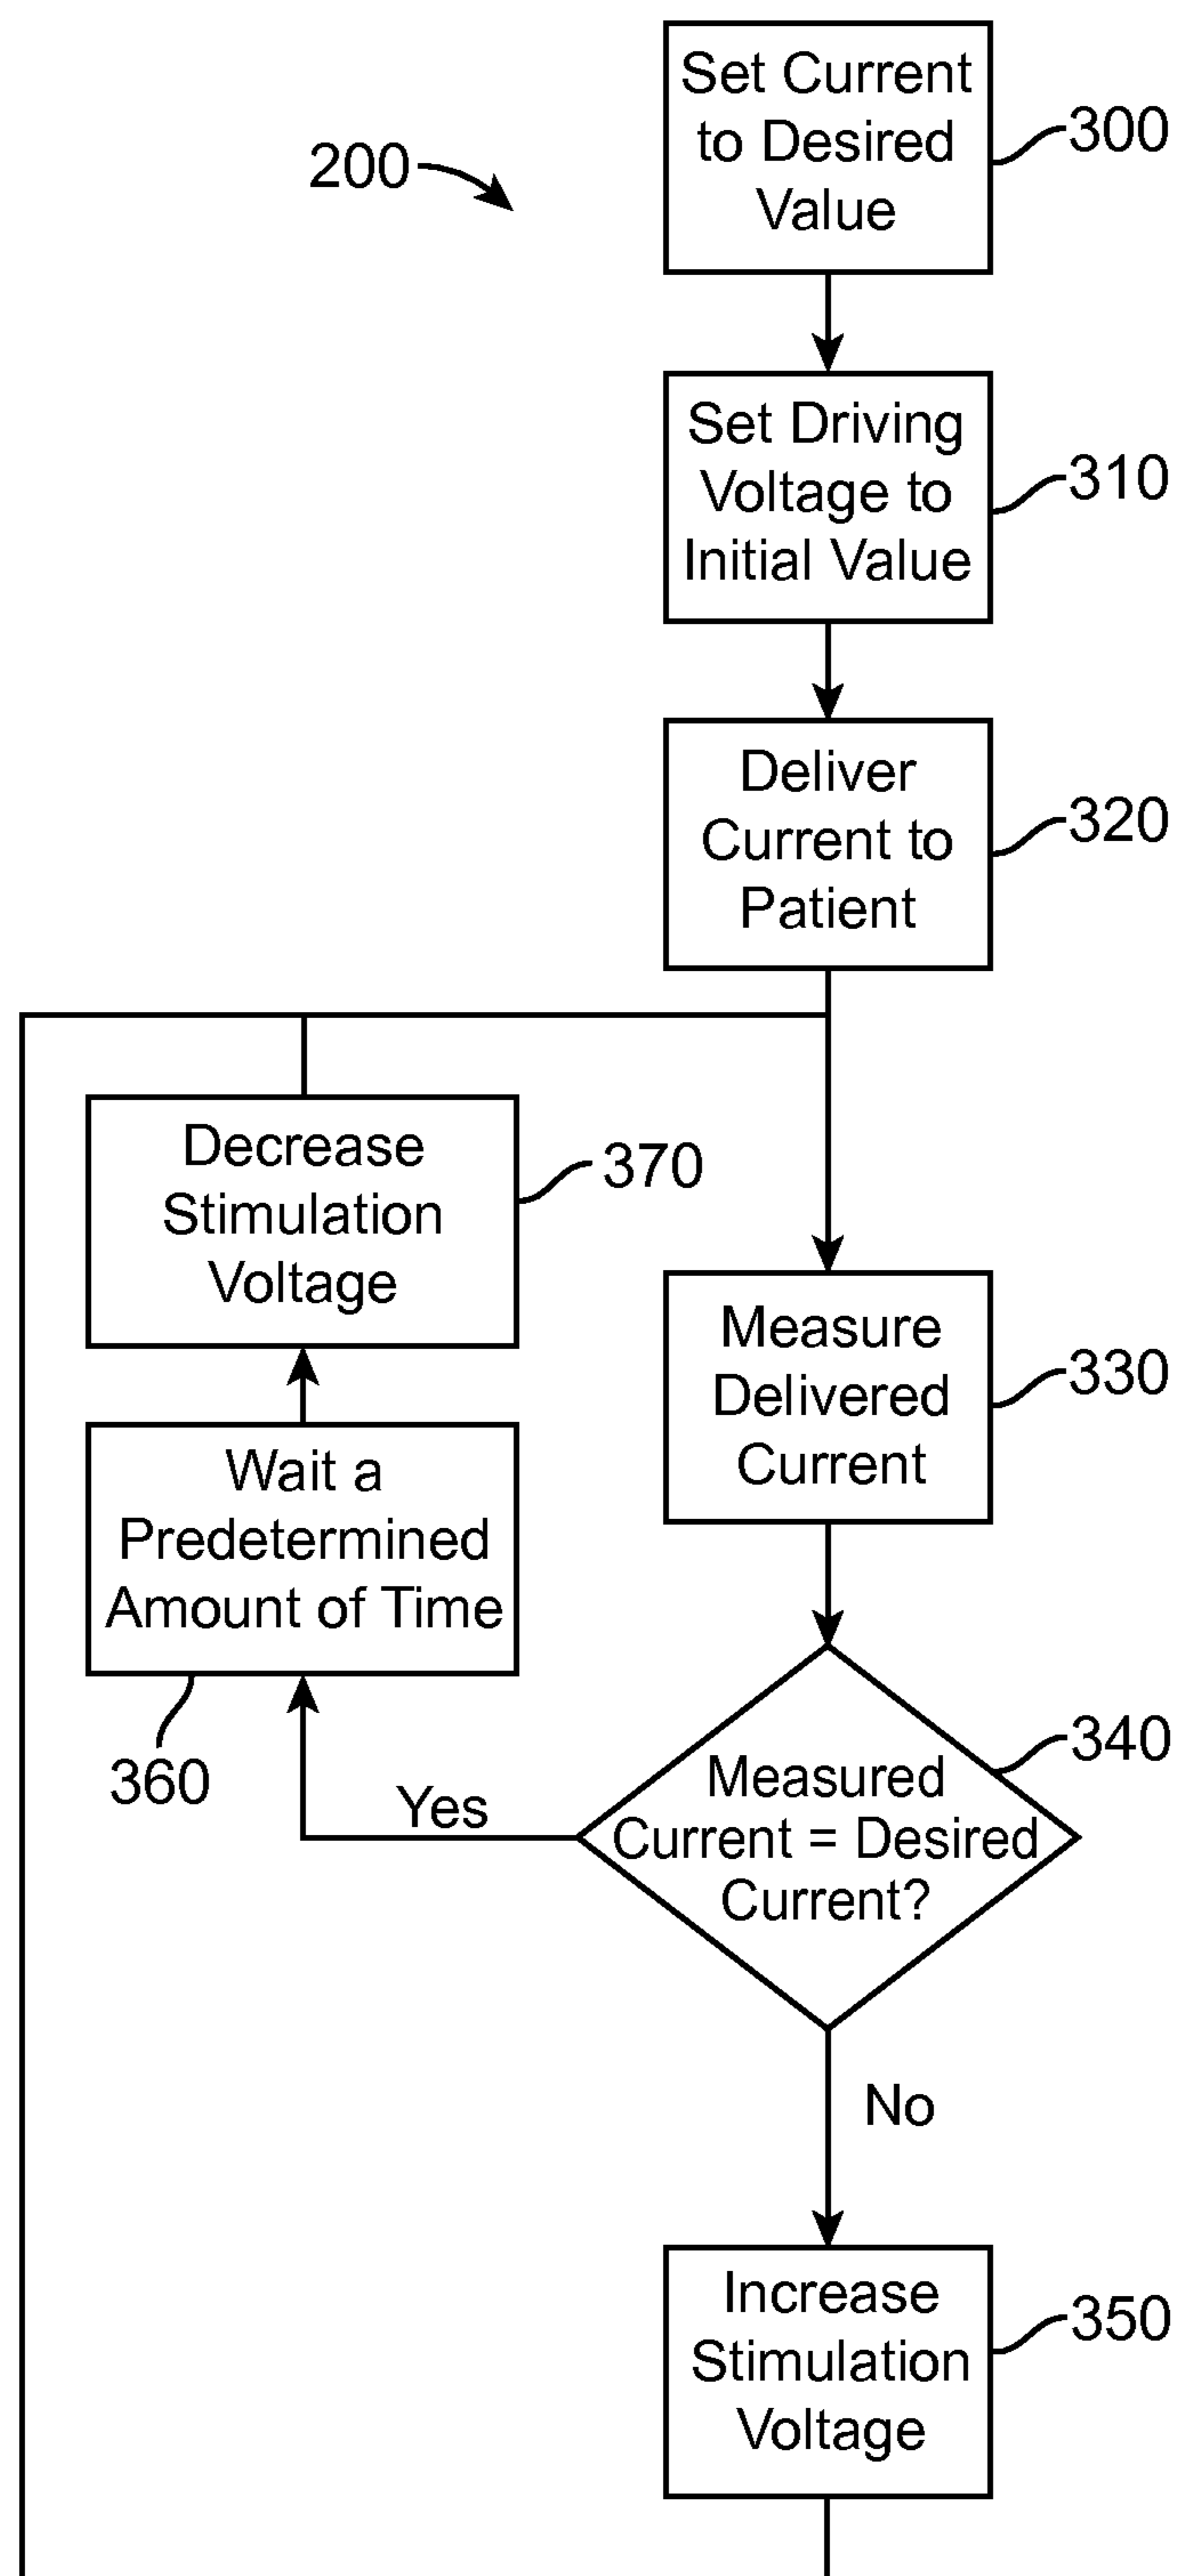 Set Current
to Desired
Value
300
200
Set Driving
Voltage to
Initial Value
310
Deliver
Current to
Patient
320
Decrease
Stimulation
Voltage
370
Measure
Delivered
Current
330
Wait a
Predetermined
Amount of Time
360
Measured
Current = Desired
Current?
340
Yes
No
Increase
Stimulation
Voltage
350